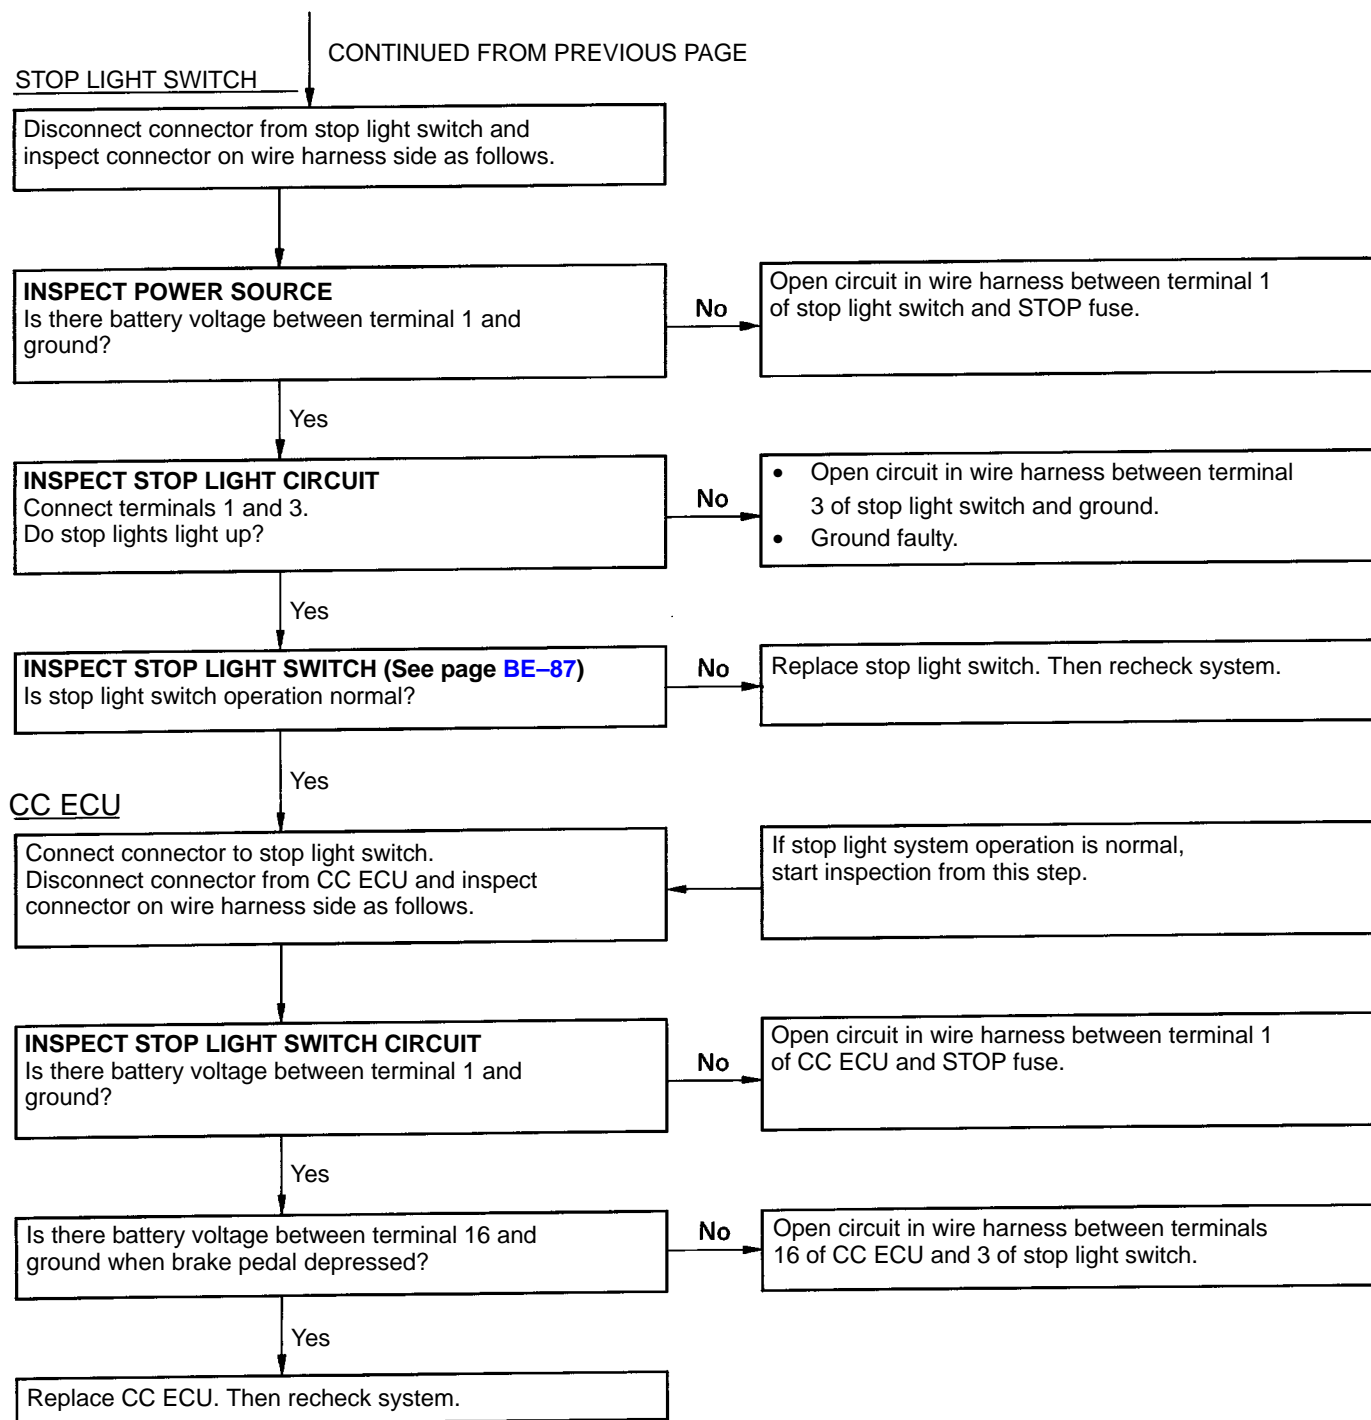 CONTINUED FROM PREVIOUS PAGE
STOP LIGHT SWITCH
Disconnect connector from stop light switch and
inspect connector on wire harness side as follows.
INSPECT POWER SOURCE
Is there battery voltage between terminal 1 and
ground?
No
Open circuit in wire harness between terminal 1
of stop light switch and STOP fuse.
Yes
INSPECT STOP LIGHT CIRCUIT
Connect terminals 1 and 3.
Do stop lights light up?
No
• Open circuit in wire harness between terminal
3 of stop light switch and ground.
• Ground faulty.
Yes
INSPECT STOP LIGHT SWITCH (See page BE–87)
Is stop light switch operation normal?
No
Replace stop light switch. Then recheck system.
Yes
CC ECU
Connect connector to stop light switch.
Disconnect connector from CC ECU and inspect
connector on wire harness side as follows.
If stop light system operation is normal,
start inspection from this step.
INSPECT STOP LIGHT SWITCH CIRCUIT
Is there battery voltage between terminal 1 and
ground?
No
Open circuit in wire harness between terminal 1
of CC ECU and STOP fuse.
Yes
Is there battery voltage between terminal 16 and
ground when brake pedal depressed?
No
Open circuit in wire harness between terminals
16 of CC ECU and 3 of stop light switch.
Yes
Replace CC ECU. Then recheck system.